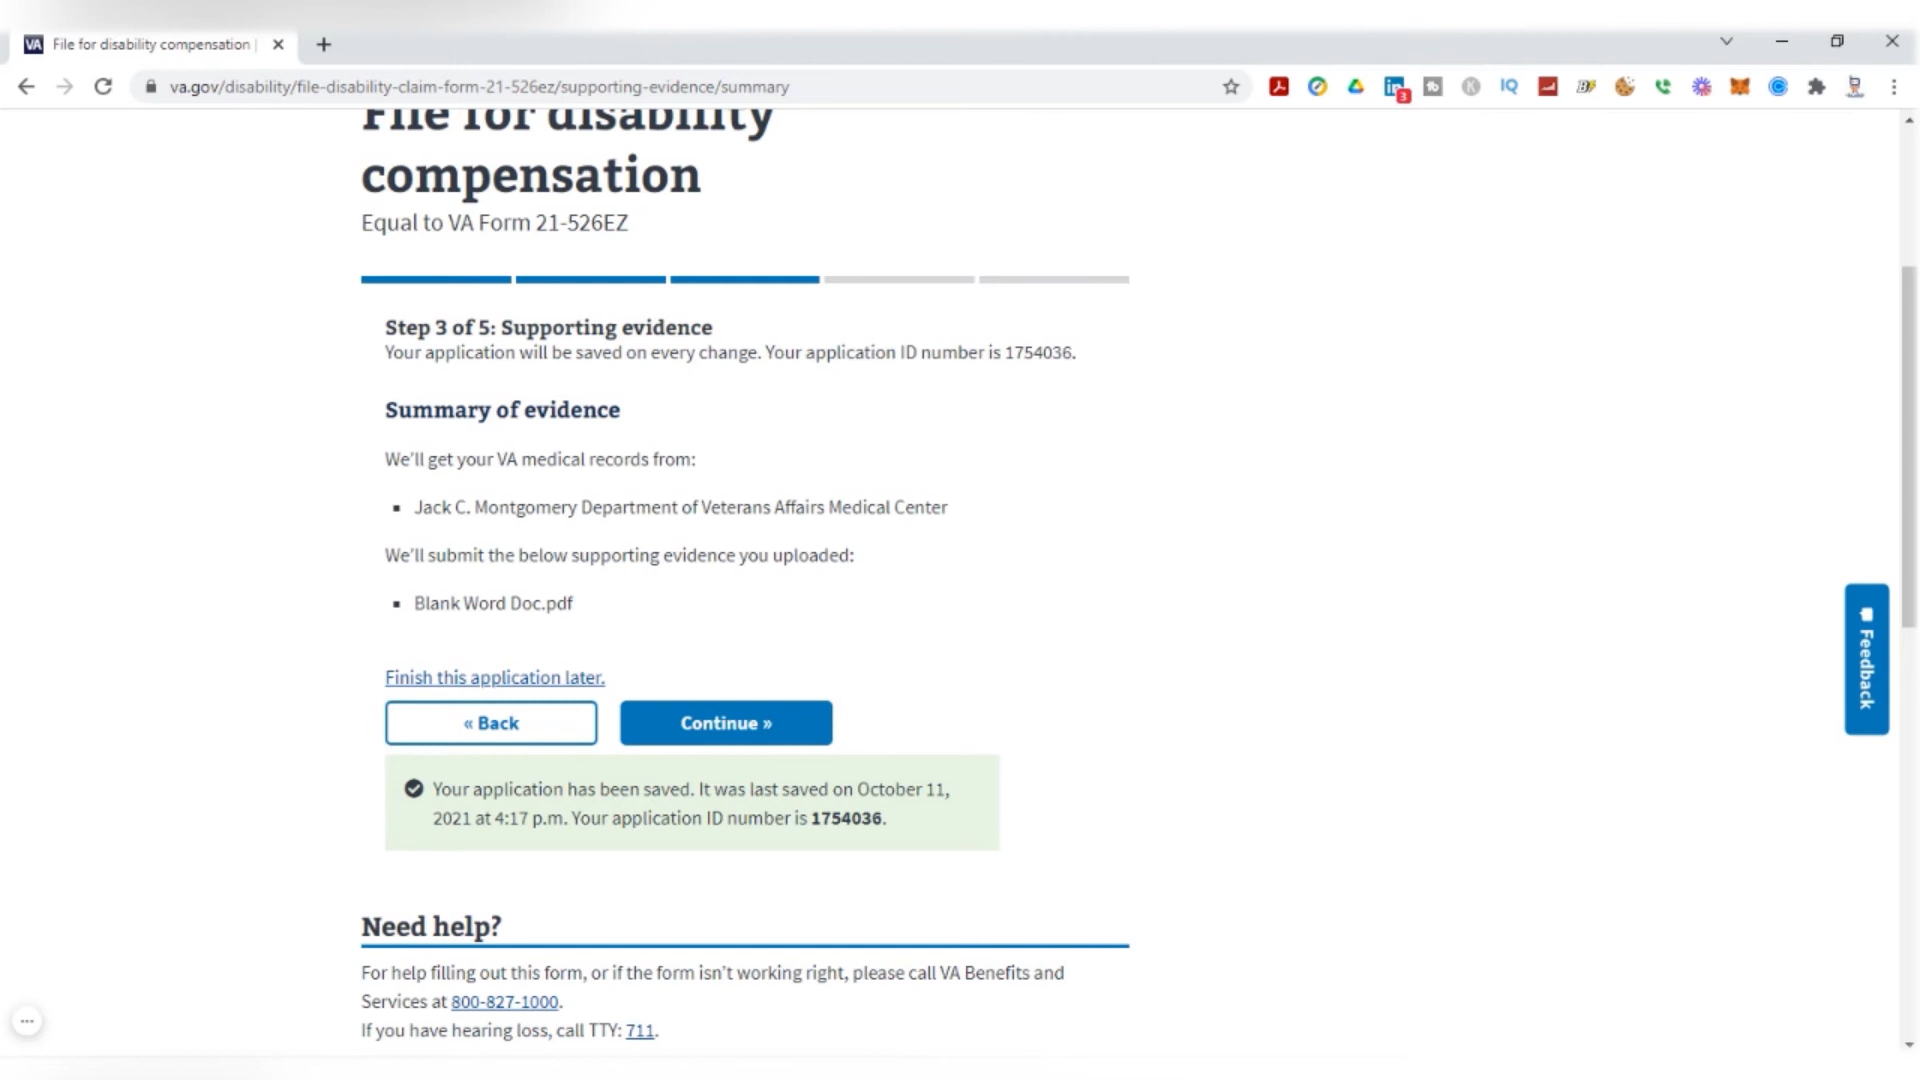 VA File for disability compensation |
va.gov/disability/file-disability-claim-form-21-526ez/supporting-evidence/summary
in 3 IQ
File for disability
compensation
Equal to VA Form 21-526EZ
Step 3 of 5: Supporting evidence
Your application will be saved on every change. Your application ID number is 1754036.
Summary of evidence
We'll get your VA medical records from:
▪ Jack C. Montgomery Department of Veterans Affairs Medical Center
We'll submit the below supporting evidence you uploaded:
▪ Blank Word Doc.pdf
Finish this application later.
« Back
Continue »
Your application has been saved. It was last saved on October 11,
2021 at 4:17 p.m. Your application ID number is 1754036.
Feedback
Need help?
For help filling out this form, or if the form isn't working right, please call VA Benefits and
Services at 800-827-1000.
If you have hearing loss, call TTY: 711.